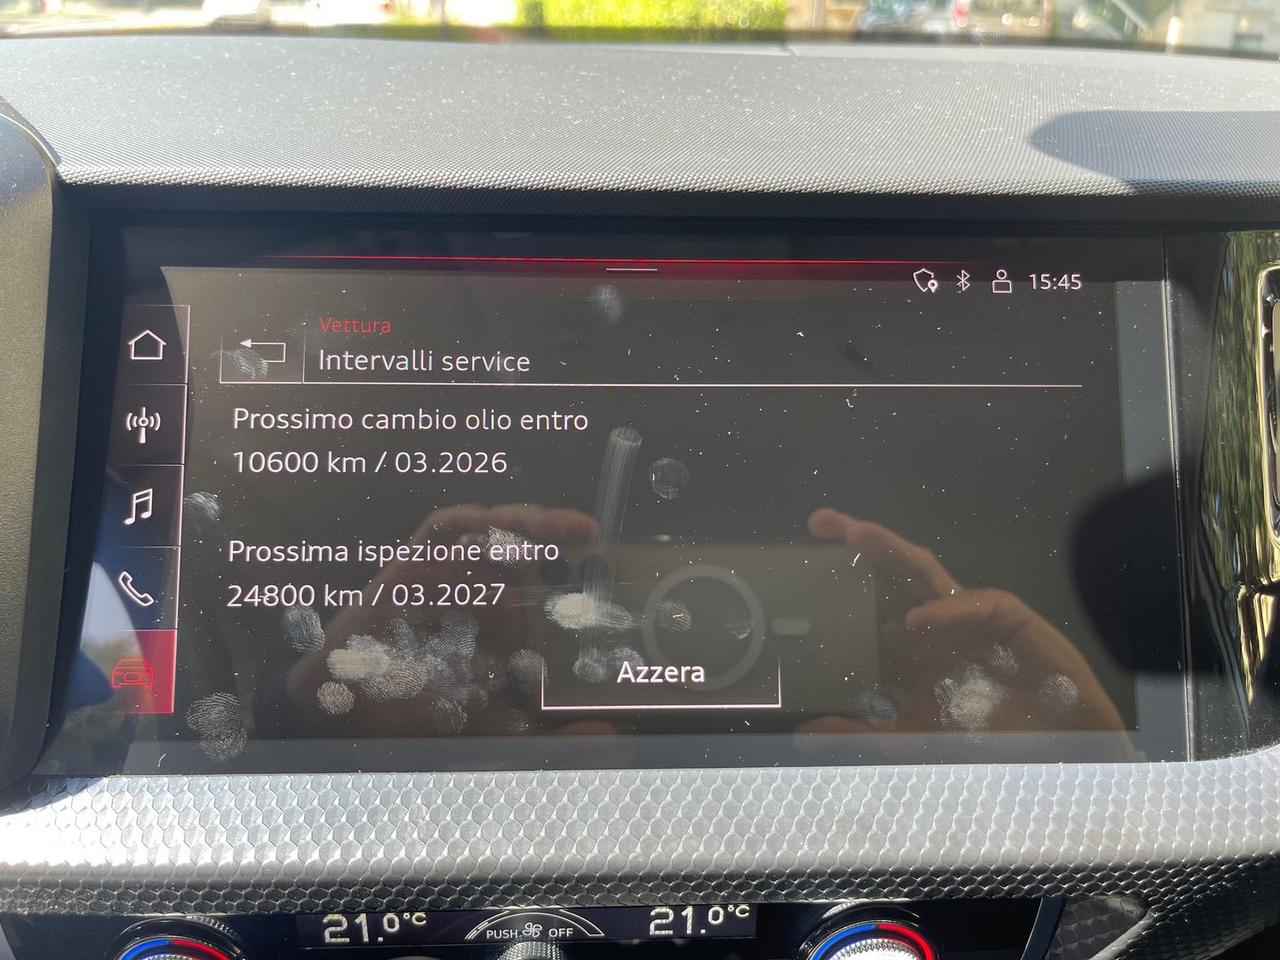 15:45
Vettura
Intervalli service
Prossimo cambio olio entro
10600 km / 03.2026
Prossima ispezione entro
24800 km / 03.2027
Azzera
21.0°C
PUSH OFF
21.0°C